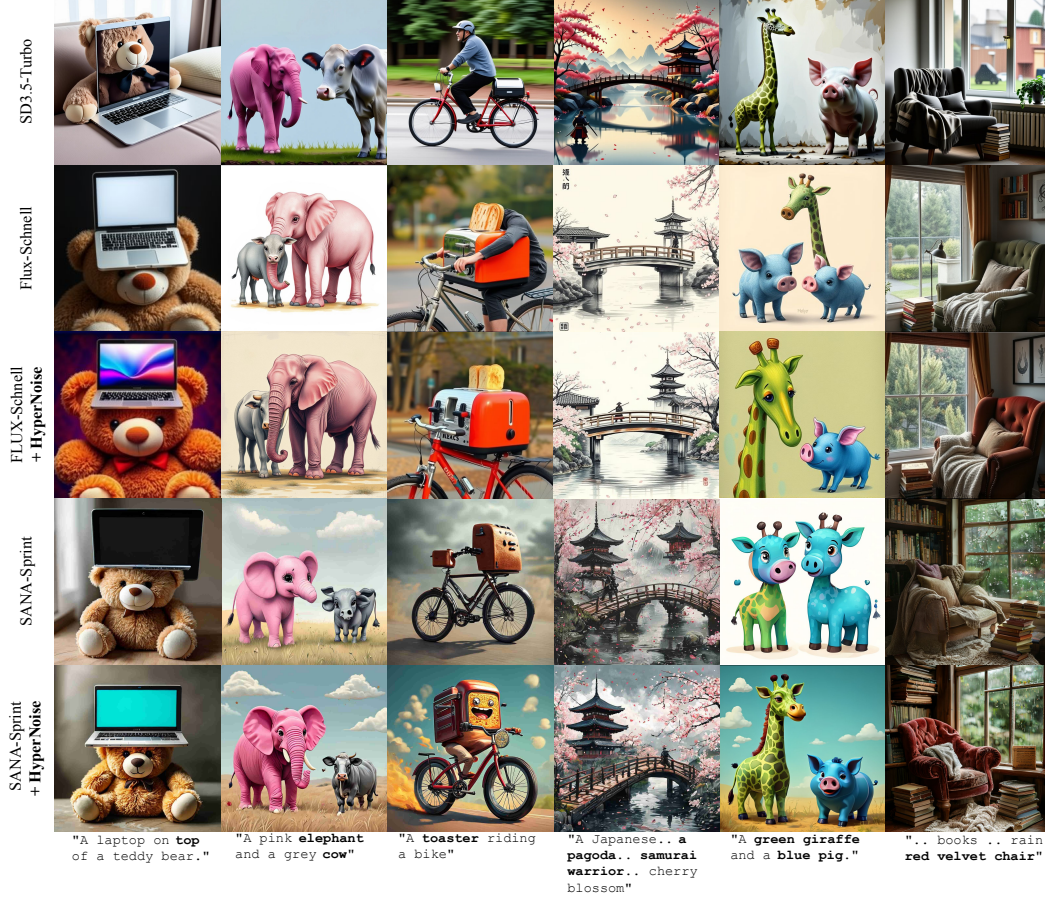 SD3.5-Turbo
Flux-Schnell
FLUX-Schnell
+ HyperNoise
SANA-Sprint
SANA-Sprint
+ HyperNoise
"A laptop on top
of a teddy bear."
"A pink elephant
and a grey cow"
"A toaster riding
a bike"
"A Japanese.. a
pagoda.. samurai
warrior.. cherry
blossom"
"A green giraffe
and a blue pig."
".. books .. rain
red velvet chair"